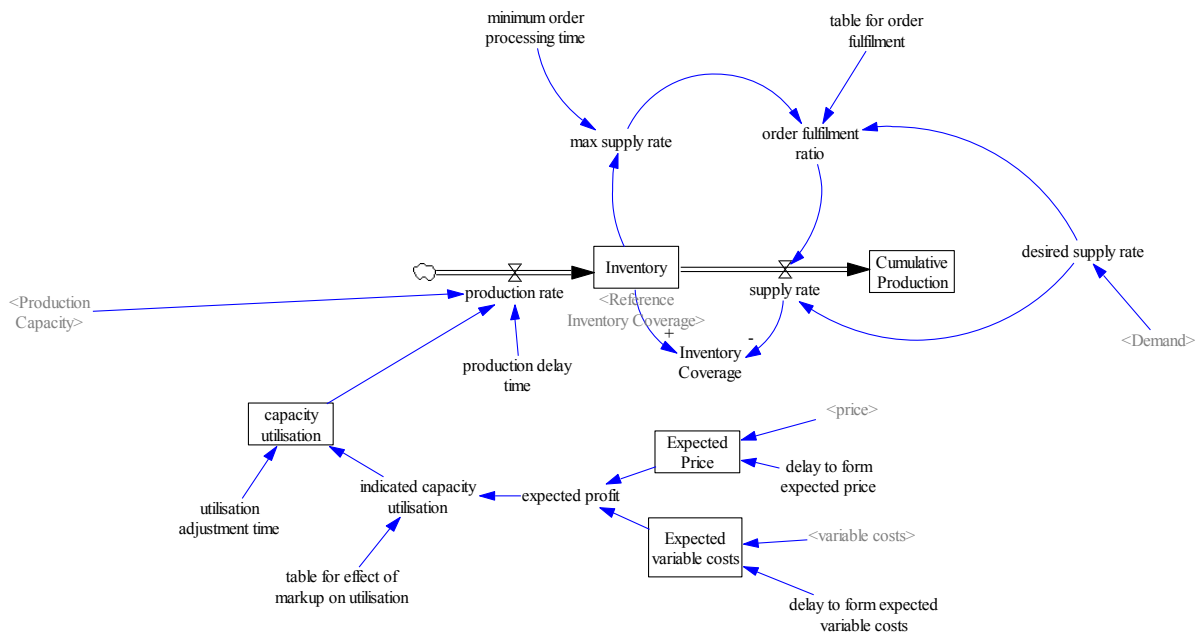 minimum order
processing time
table for order
fulfilment
max supply rate
order fulfilment
ratio
desired supply rate
Inventory
Cumulative
Production
production rate
supply rate
<Production
Capacity>
<Reference
Inventory Coverage>
<Demand>
+
-
Inventory
Coverage
production delay
time
capacity
utilisation
<price>
Expected
Price
delay to form
expected price
indicated capacity
utilisation
expected profit
utilisation
adjustment time
Expected
variable costs
<variable costs>
table for effect of
markup on utilisation
delay to form expected
variable costs